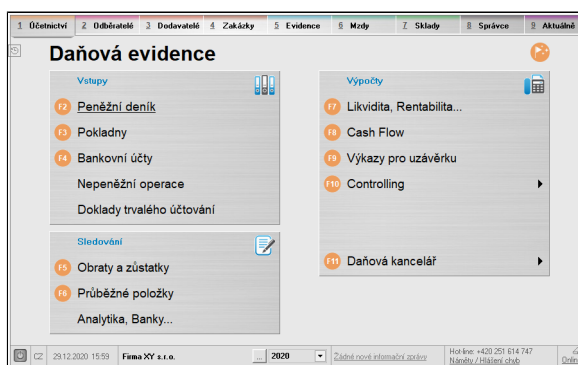 1 Účetnictví 2 Odběratelé 3 Dodavatelé 4 Zakázky 5 Evidence 6 Mzdy 7 Sklady 8 Správce 9 Aktuálně
Daňová evidence
Vstupy
F2 Peněžní deník
F3 Pokladny
F4 Bankovní účty
Nepeněžní operace
Doklady trvalého účtování
Sledování
F5 Obraty a zůstatky
F6 Průběžné položky
Analytika, Banky...
Výpočty
F7 Likvidita, Rentabilita...
F8 Cash Flow
F9 Výkazy pro uzávěrku
F10 Controlling
F11 Daňová kancelář
CZ 29.12.2020 15:59 Firma XY s.r.o. ... 2020 Žádné nové informační zprávy
Hot-line: +420 251 614 747
Náměty / Hlášení chyb
Online